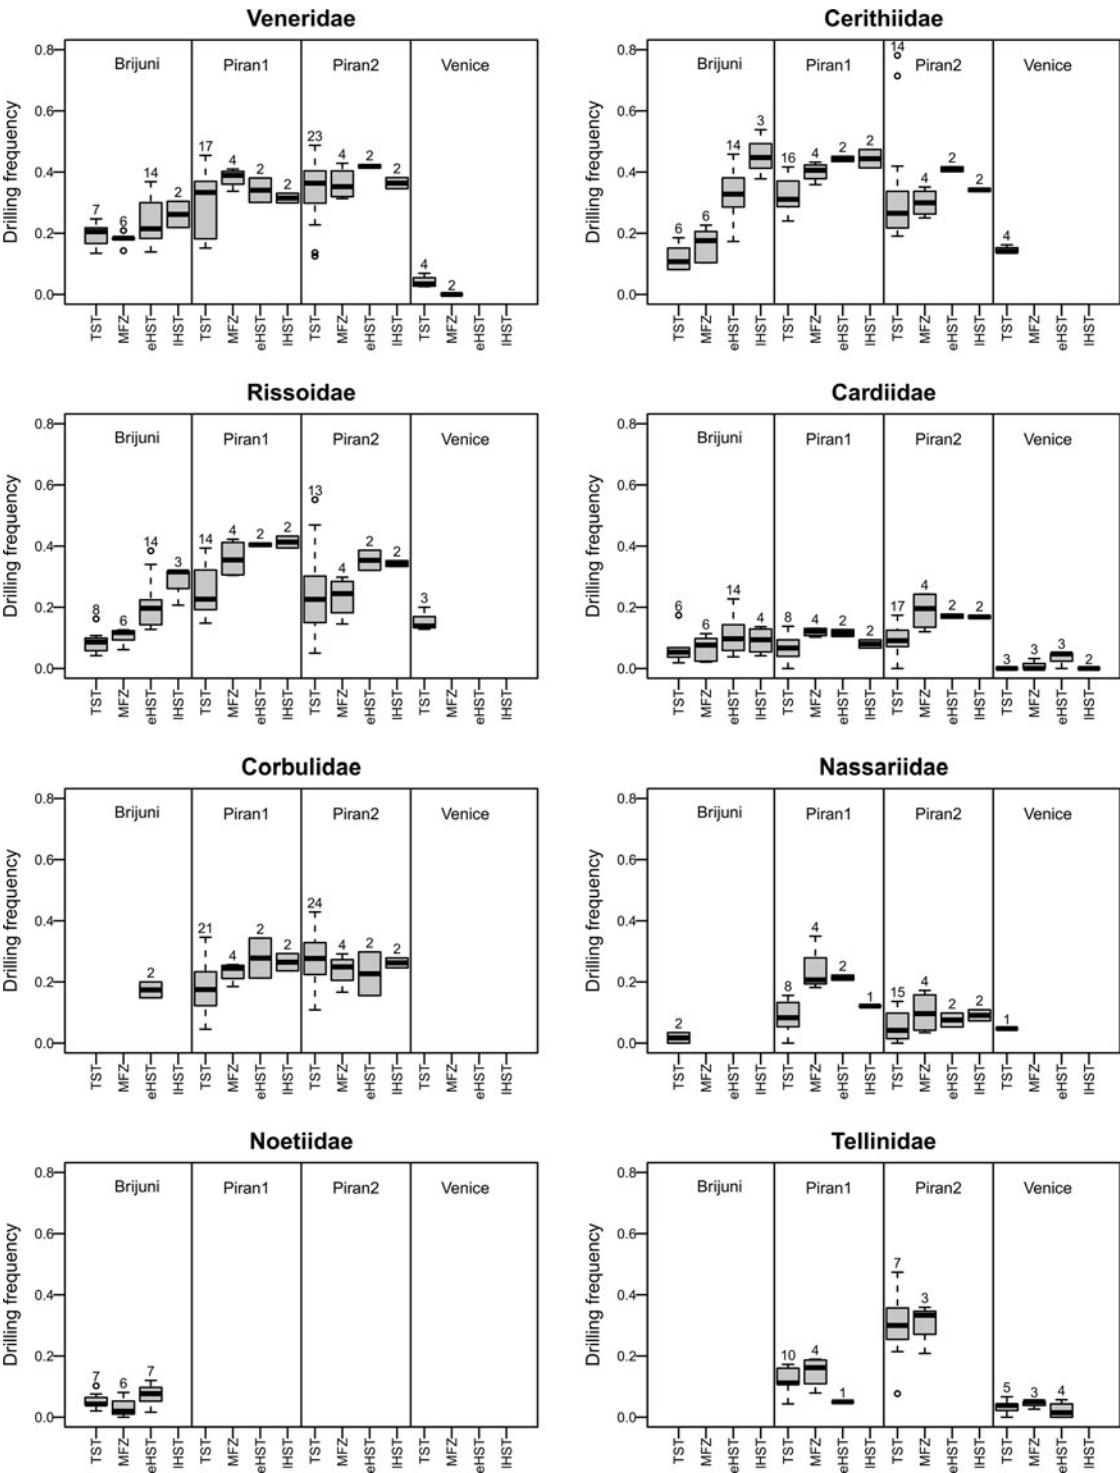 Veneridae
Drilling frequency
0.8
0.6
0.4
0.2
0.0
Brijuni Piran1 Piran2 Venice
7 6 14 2 17 4 2 2 23 4 2 2 4 2
TST MFZ eHST lHST TST MFZ eHST lHST TST MFZ eHST lHST TST MFZ eHST lHST
Cerithiidae
Drilling frequency
0.8
0.6
0.4
0.2
0.0
Brijuni Piran1 Piran2 Venice
6 6 14 3 16 4 2 2 14 4 2 2 4
TST MFZ eHST lHST TST MFZ eHST lHST TST MFZ eHST lHST TST MFZ eHST lHST
Rissoidae
Drilling frequency
0.8
0.6
0.4
0.2
0.0
Brijuni Piran1 Piran2 Venice
8 6 14 3 14 4 2 2 13 4 2 2 3
TST MFZ eHST lHST TST MFZ eHST lHST TST MFZ eHST lHST TST MFZ eHST lHST
Cardiidae
Drilling frequency
0.8
0.6
0.4
0.2
0.0
Brijuni Piran1 Piran2 Venice
6 6 14 4 8 4 2 2 17 4 2 2 3 3 3 2
TST MFZ eHST lHST TST MFZ eHST lHST TST MFZ eHST lHST TST MFZ eHST lHST
Corbulidae
Drilling frequency
0.8
0.6
0.4
0.2
0.0
Brijuni Piran1 Piran2 Venice
2 21 4 2 2 24 4 2 2
TST MFZ eHST lHST TST MFZ eHST lHST TST MFZ eHST lHST TST MFZ eHST lHST
Nassariidae
Drilling frequency
0.8
0.6
0.4
0.2
0.0
Brijuni Piran1 Piran2 Venice
2 8 4 2 1 15 4 2 2 1
TST MFZ eHST lHST TST MFZ eHST lHST TST MFZ eHST lHST TST MFZ eHST lHST
Noetiidae
Drilling frequency
0.8
0.6
0.4
0.2
0.0
Brijuni Piran1 Piran2 Venice
7 6 7
TST MFZ eHST lHST TST MFZ eHST lHST TST MFZ eHST lHST TST MFZ eHST lHST
Tellinidae
Drilling frequency
0.8
0.6
0.4
0.2
0.0
Brijuni Piran1 Piran2 Venice
10 4 1 7 3 5 3 4
TST MFZ eHST lHST TST MFZ eHST lHST TST MFZ eHST lHST TST MFZ eHST lHST